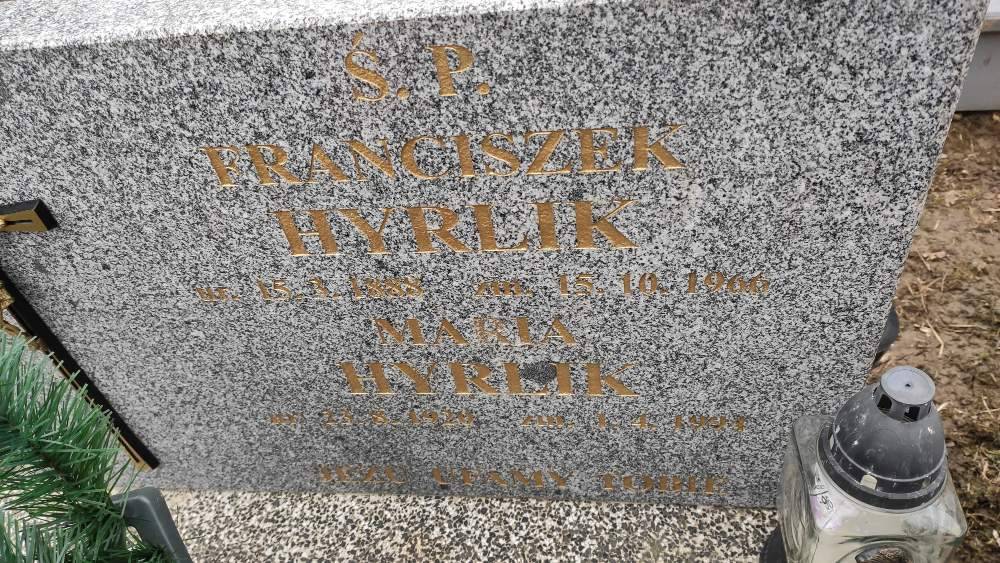 Ś. P.
FRANCISZEK
HYRLIK
ur. 15. 3. 1888 zm. 15. 10. 1966
MARIA
HYRLIK
ur. 23. 8. 1920 zm. 1. 4. 1994
JEZU UFAMY TOBIE